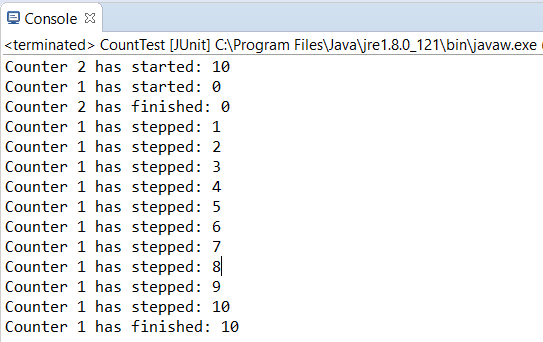 Console
<terminated> CountTest [JUnit] C:\Program Files\Java\jre1.8.0_121\bin\javaw.exe (
Counter 2 has started: 10
Counter 1 has started: 0
Counter 2 has finished: 0
Counter 1 has stepped: 1
Counter 1 has stepped: 2
Counter 1 has stepped: 3
Counter 1 has stepped: 4
Counter 1 has stepped: 5
Counter 1 has stepped: 6
Counter 1 has stepped: 7
Counter 1 has stepped: 8
Counter 1 has stepped: 9
Counter 1 has stepped: 10
Counter 1 has finished: 10